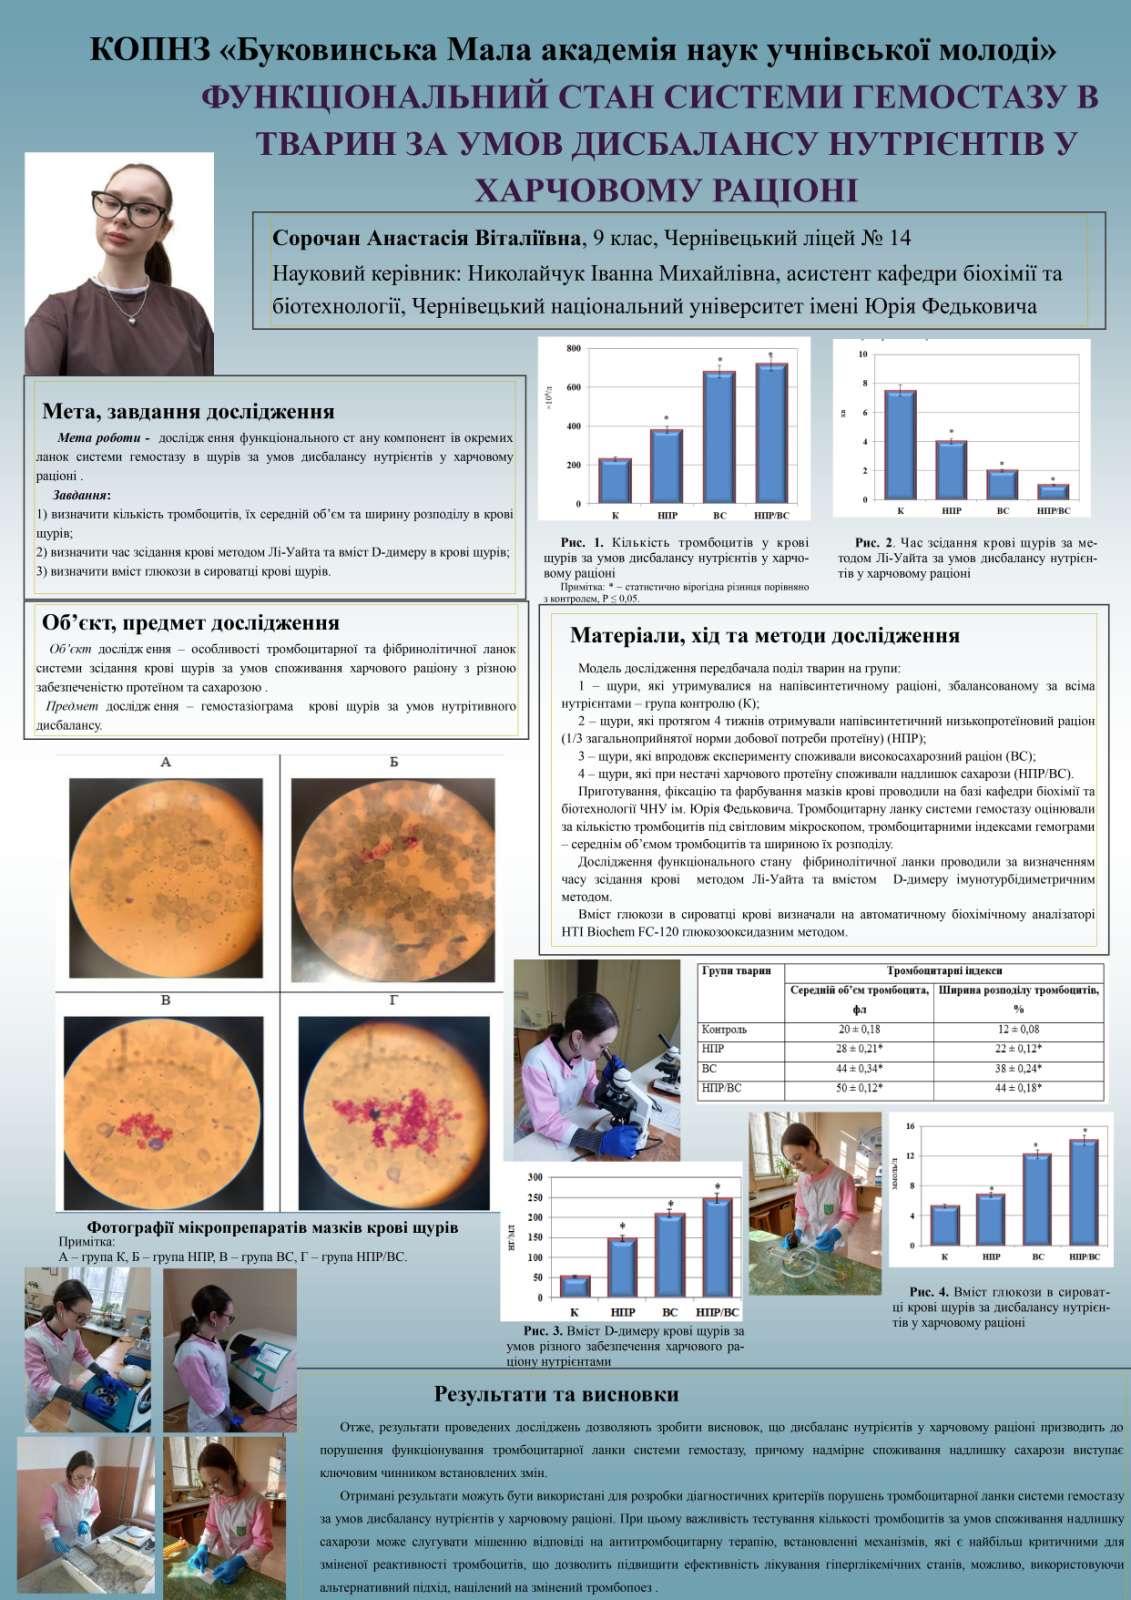 КОПНЗ «Буковинська Мала академія наук учнівської молоді»
ФУНКЦІОНАЛЬНИЙ СТАН СИСТЕМИ ГЕМОСТАЗУ В
ТВАРИН ЗА УМОВ ДИСБАЛАНСУ НУТРІЄНТІВ У
ХАРЧОВОМУ РАЦІОНІ
Сорочан Анастасія Віталіївна, 9 клас, Чернівецький ліцей № 14
Науковий керівник: Николайчук Іванна Михайлівна, асистент кафедри біохімії та
біотехнології, Чернівецький національний університет імені Юрія Федьковича
Мета, завдання дослідження
Мета роботи - дослідж ення функціонального ст ану компонент ів окремих
ланок системи гемостазу в щурів за умов дисбалансу нутрієнтів у харчовому
раціоні .
Завдання:
1) визначити кількість тромбоцитів, їх середній об’єм та ширину розподілу в крові
щурів;
2) визначити час зсідання крові методом Лі-Уайта та вміст D-димеру в крові щурів;
3) визначити вміст глюкози в сироватці крові щурів.
800
600
400
200
0
×10⁹/л
* * *
К НПР ВС НПР/ВС
Рис. 1. Кількість тромбоцитів у крові
щурів за умов дисбалансу нутрієнтів у харчо-
вому раціоні
Примітка: * – статистично вірогідна різниця порівняно
з контролем, P ≤ 0,05.
10
8
6
4
2
0
хв
* * *
К НПР ВС НПР/ВС
Рис. 2. Час зсідання крові щурів за ме-
тодом Лі-Уайта за умов дисбалансу нутрієн-
тів у харчовому раціоні
Об’єкт, предмет дослідження
Об’єкт дослідж ення – особливості тромбоцитарної та фібринолітичної ланок
системи зсідання крові щурів за умов споживання харчового раціону з різною
забезпеченістю протеїном та сахарозою .
Предмет дослідж ення – гемостазіограма крові щурів за умов нутрітивного
дисбалансу.
Матеріали, хід та методи дослідження
Модель дослідження передбачала поділ тварин на групи:
1 – щури, які утримувалися на напівсинтетичному раціоні, збалансованому за всіма
нутрієнтами – група контролю (К);
2 – щури, які протягом 4 тижнів отримували напівсинтетичний низькопротеїновий раціон
(1/3 загальноприйнятої норми добової потреби протеїну) (НПР);
3 – щури, які впродовж експерименту споживали високосахарозний раціон (ВС);
4 – щури, які при нестачі харчового протеїну споживали надлишок сахарози (НПР/ВС).
Приготування, фіксацію та фарбування мазків крові проводили на базі кафедри біохімії та
біотехнології ЧНУ ім. Юрія Федьковича. Тромбоцитарну ланку системи гемостазу оцінювали
за кількістю тромбоцитів під світловим мікроскопом, тромбоцитарними індексами гемограми
– середнім об’ємом тромбоцитів та шириною їх розподілу.
Дослідження функціонального стану фібринолітичної ланки проводили за визначенням
часу зсідання крові методом Лі-Уайта та вмістом D-димеру імунотурбідиметричним
методом.
Вміст глюкози в сироватці крові визначали на автоматичному біохімічному аналізаторі
HTI Biochem FC-120 глюкозооксидазним методом.
А Б
В Г
Фотографії мікропрепаратів мазків крові щурів
Примітка:
А – група К, Б – група НПР, В – група ВС, Г – група НПР/ВС.
Групи тварин Тромбоцитарні індекси
Середній об’єм тромбоцита, фл Ширина розподілу тромбоцитів, %
Контроль 20 ± 0,18 12 ± 0,08
НПР 28 ± 0,21* 22 ± 0,12*
ВС 44 ± 0,34* 38 ± 0,24*
НПР/ВС 50 ± 0,12* 44 ± 0,18*
300
250
200
150
100
50
0
нг/мл
* * *
К НПР ВС НПР/ВС
Рис. 3. Вміст D-димеру крові щурів за
умов різного забезпечення харчового ра-
ціону нутрієнтами
16
12
8
4
0
ммоль/л
* * *
К НПР ВС НПР/ВС
Рис. 4. Вміст глюкози в сироват-
ці крові щурів за дисбалансу нутрієн-
тів у харчовому раціоні
Результати та висновки
Отже, результати проведених досліджень дозволяють зробити висновок, що дисбаланс нутрієнтів у харчовому раціоні призводить до
порушення функціонування тромбоцитарної ланки системи гемостазу, причому надмірне споживання надлишку сахарози виступає
ключовим чинником встановлених змін.
Отримані результати можуть бути використані для розробки діагностичних критеріїв порушень тромбоцитарної ланки системи гемостазу
за умов дисбалансу нутрієнтів у харчовому раціоні. При цьому важливість тестування кількості тромбоцитів за умов споживання надлишку
сахарози може слугувати мішенню відповіді на антитромбоцитарну терапію, встановленні механізмів, які є найбільш критичними для
зміненої реактивності тромбоцитів, що дозволить підвищити ефективність лікування гіперглікемічних станів, можливо, використовуючи
альтернативний підхід, націлений на змінений тромбопоез .